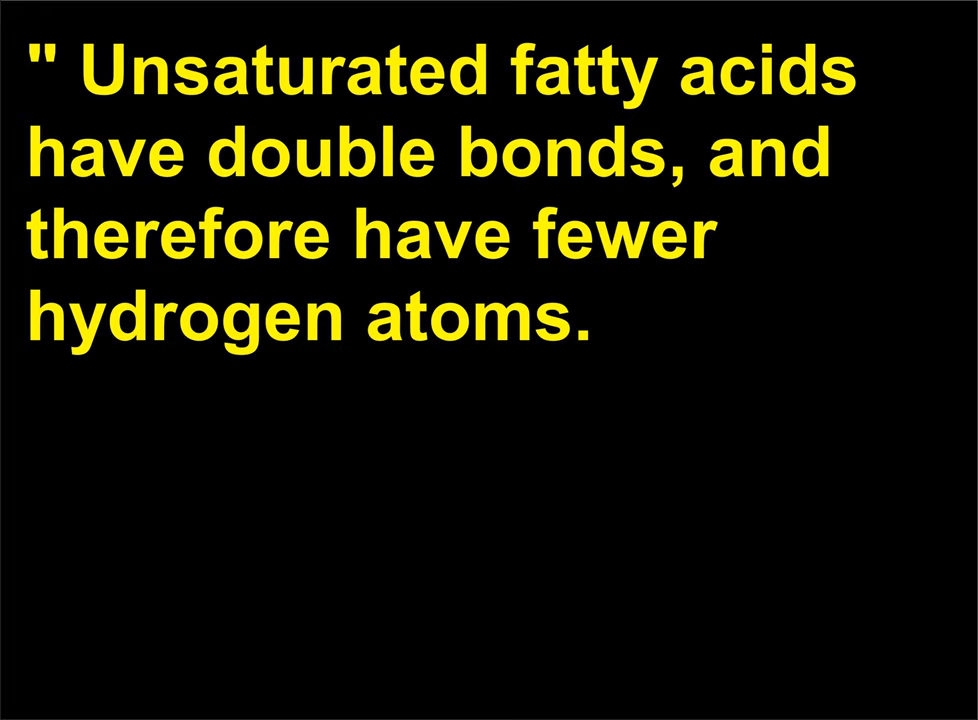 " Unsaturated fatty acids
have double bonds, and
therefore have fewer
hydrogen atoms.